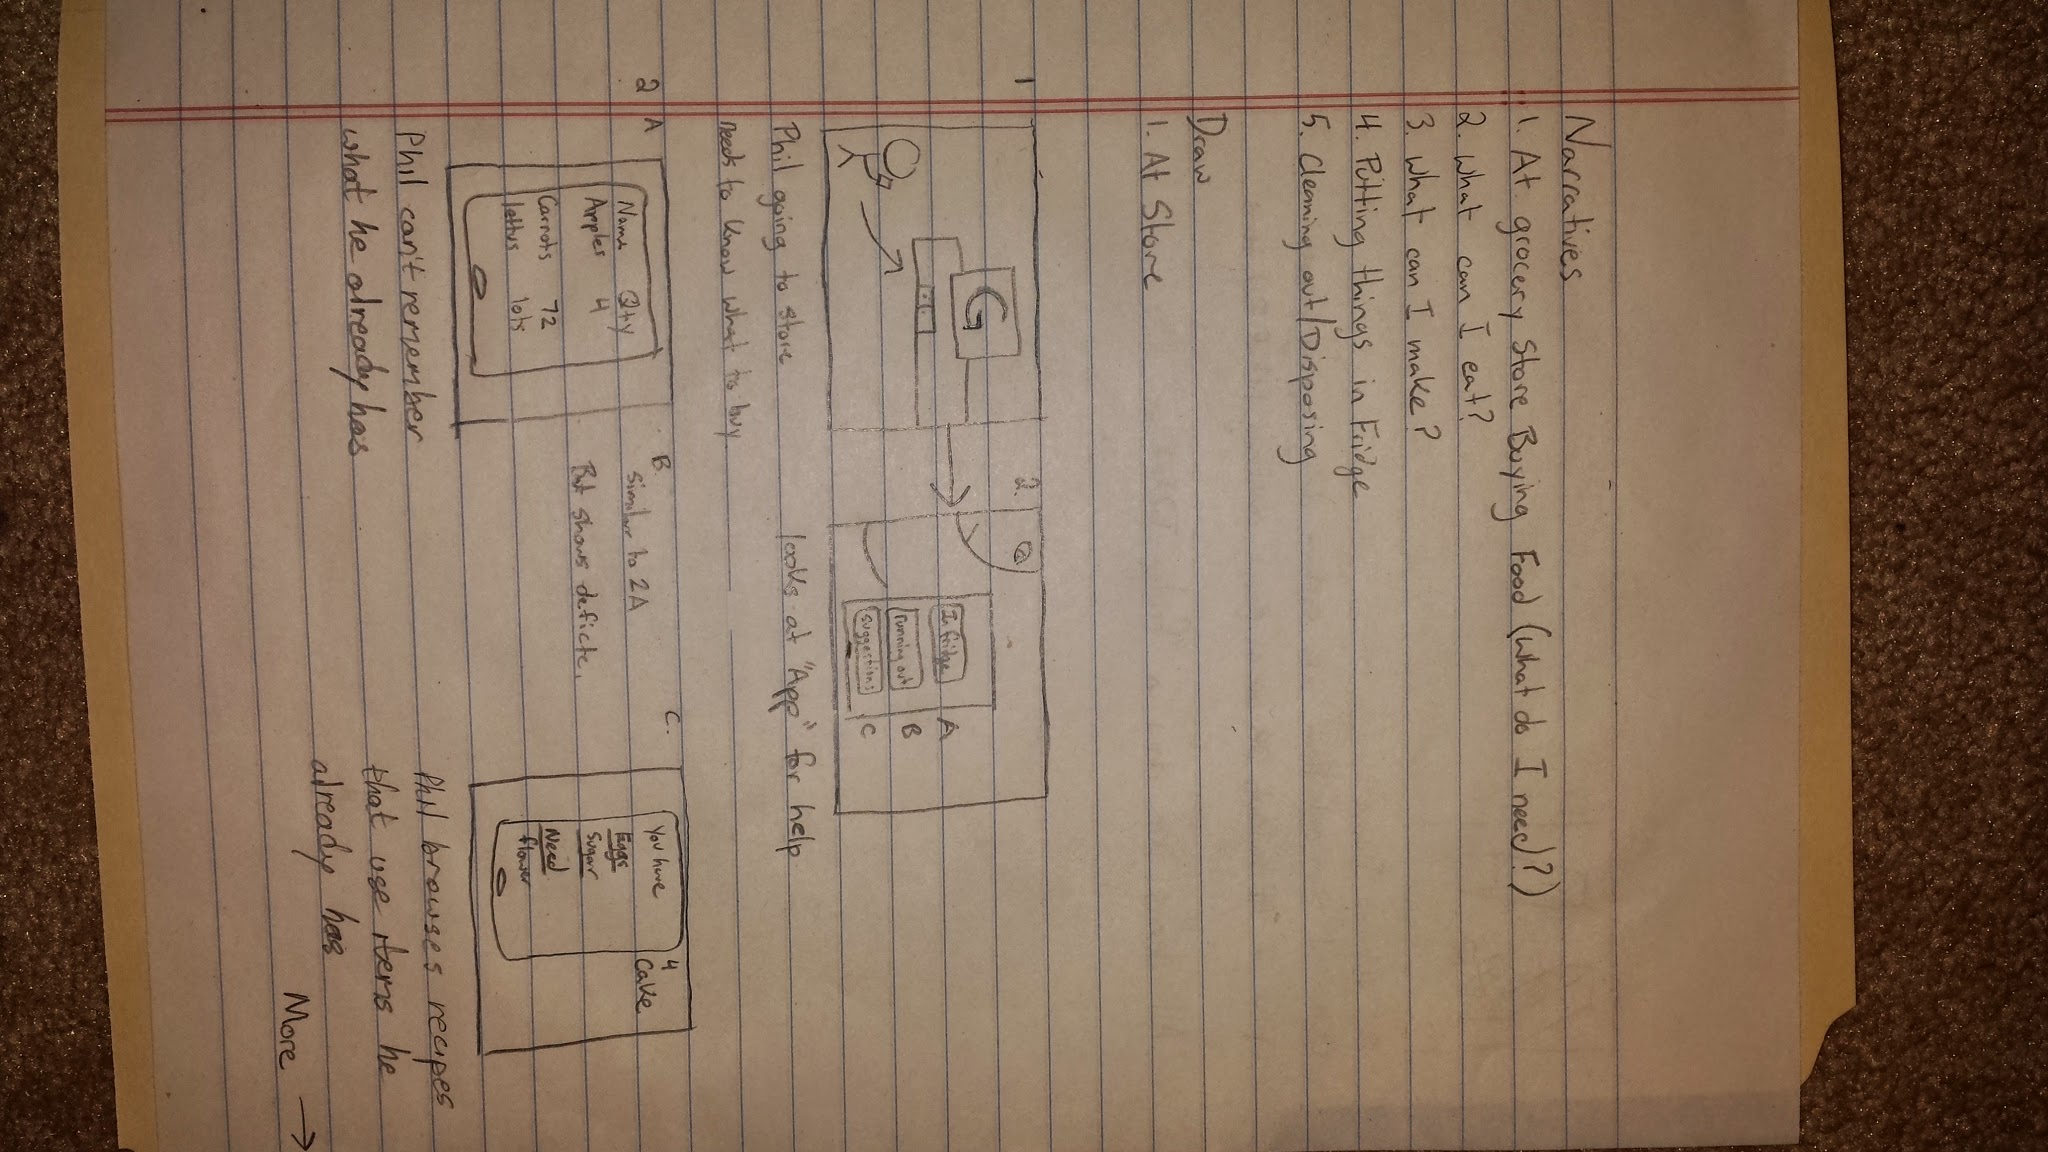 Narratives
1. At grocery Store Buying Food (What do I need?)
2. What can I eat?
3. What can I make?
4. Putting things in Fridge
5. Cleaning out/Disposing
Draw
1. At Store
1
G
2.
In fridge A
running out B
suggestions C
Phil going to store
needs to know what to buy
looks at "App" for help
2 A
Name Qty
Apples 4
Carrots 72
lettus lots
Phil can't remember
what he already has
B.
similar to 2A
But shows deficte.
C.
4
Cake
You have
Eggs
Sugar
Need
flower
Phil browses recipes
that use items he
already has
More →